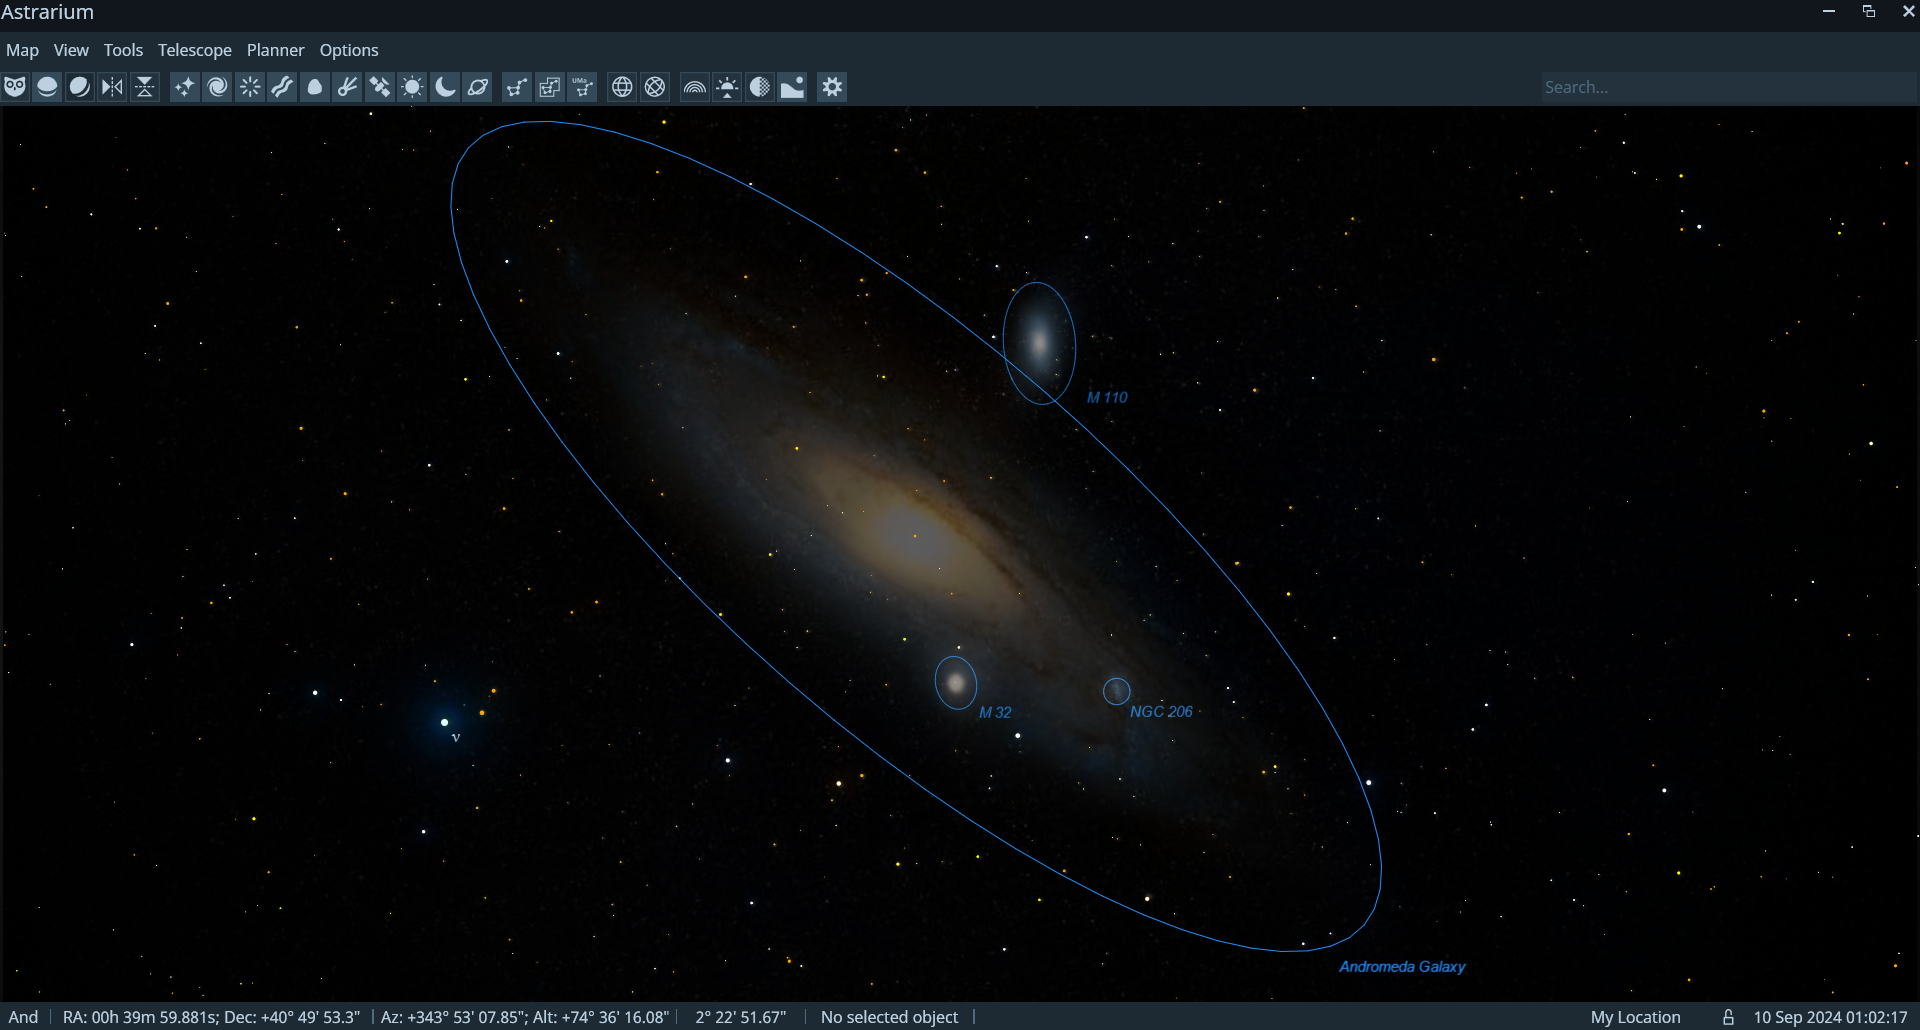 Astrarium
Map View Tools Telescope Planner Options
UMa
Search...
M 110
M 32
NGC 206
ν
Andromeda Galaxy
And RA: 00h 39m 59.881s; Dec: +40° 49' 53.3" Az: +343° 53' 07.85"; Alt: +74° 36' 16.08" 2° 22' 51.67" No selected object My Location 10 Sep 2024 01:02:17